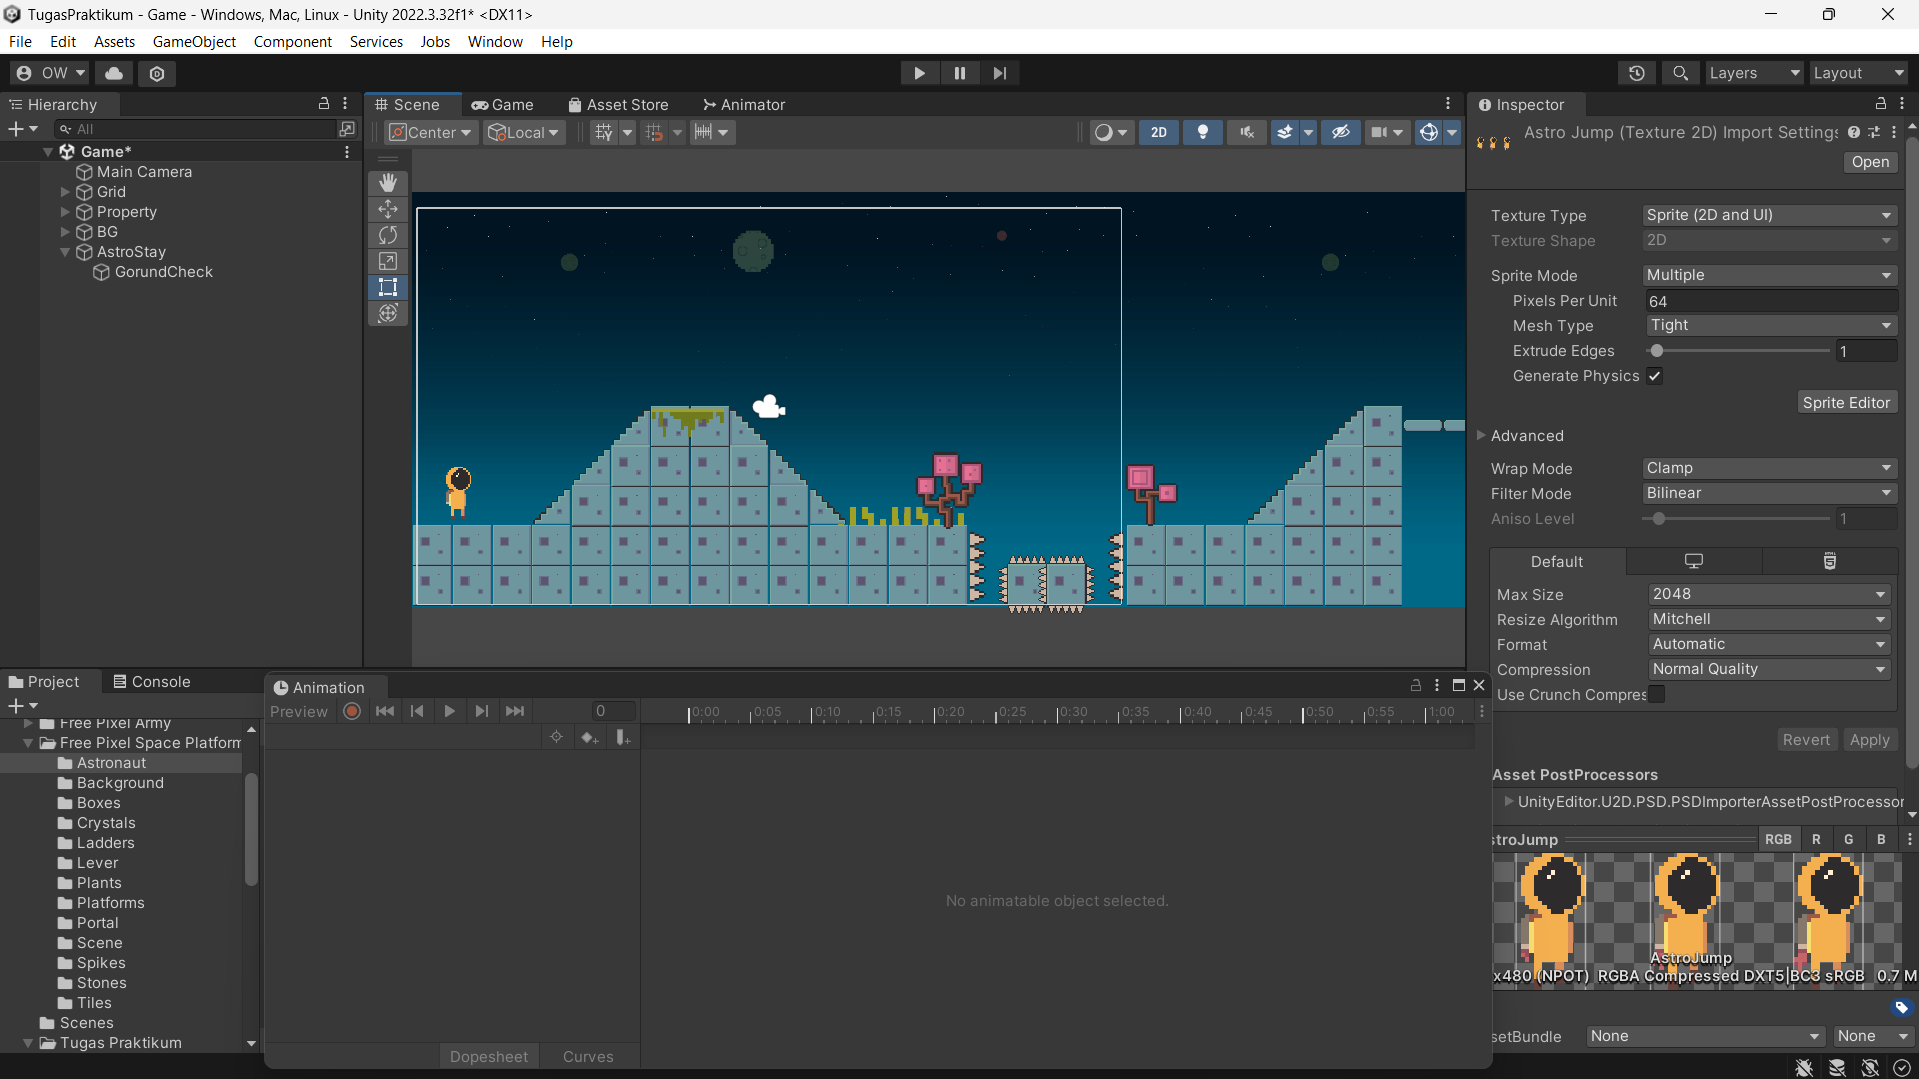 TugasPraktikum - Game - Windows, Mac, Linux - Unity 2022.3.32f1* <DX11>
File Edit Assets GameObject Component Services Jobs Window Help
OW Layers Layout
Hierarchy
All
Game*
Main Camera
Grid
Property
BG
AstroStay
GorundCheck
Scene Game Asset Store Animator
Center Local 2D
Inspector
Astro Jump (Texture 2D) Import Settings
Open
Texture Type Sprite (2D and UI)
Texture Shape 2D
Sprite Mode Multiple
Pixels Per Unit 64
Mesh Type Tight
Extrude Edges 1
Generate Physics
Sprite Editor
Advanced
Wrap Mode Clamp
Filter Mode Bilinear
Aniso Level 1
Default
Max Size 2048
Resize Algorithm Mitchell
Format Automatic
Compression Normal Quality
Use Crunch Compres
Revert Apply
Asset PostProcessors
UnityEditor.U2D.PSD.PSDImporterAssetPostProcessor
stroJump RGB R G B
AstroJump
x480 (NPOT) RGBA Compressed DXT5|BC3 sRGB 0.7 M
setBundle None None
Project Console
Free Pixel Army
Free Pixel Space Platform
Astronaut
Background
Boxes
Crystals
Ladders
Lever
Plants
Platforms
Portal
Scene
Spikes
Stones
Tiles
Scenes
Tugas Praktikum
Animation
Preview 0 0:00 0:05 0:10 0:15 0:20 0:25 0:30 0:35 0:40 0:45 0:50 0:55 1:00
No animatable object selected.
Dopesheet Curves